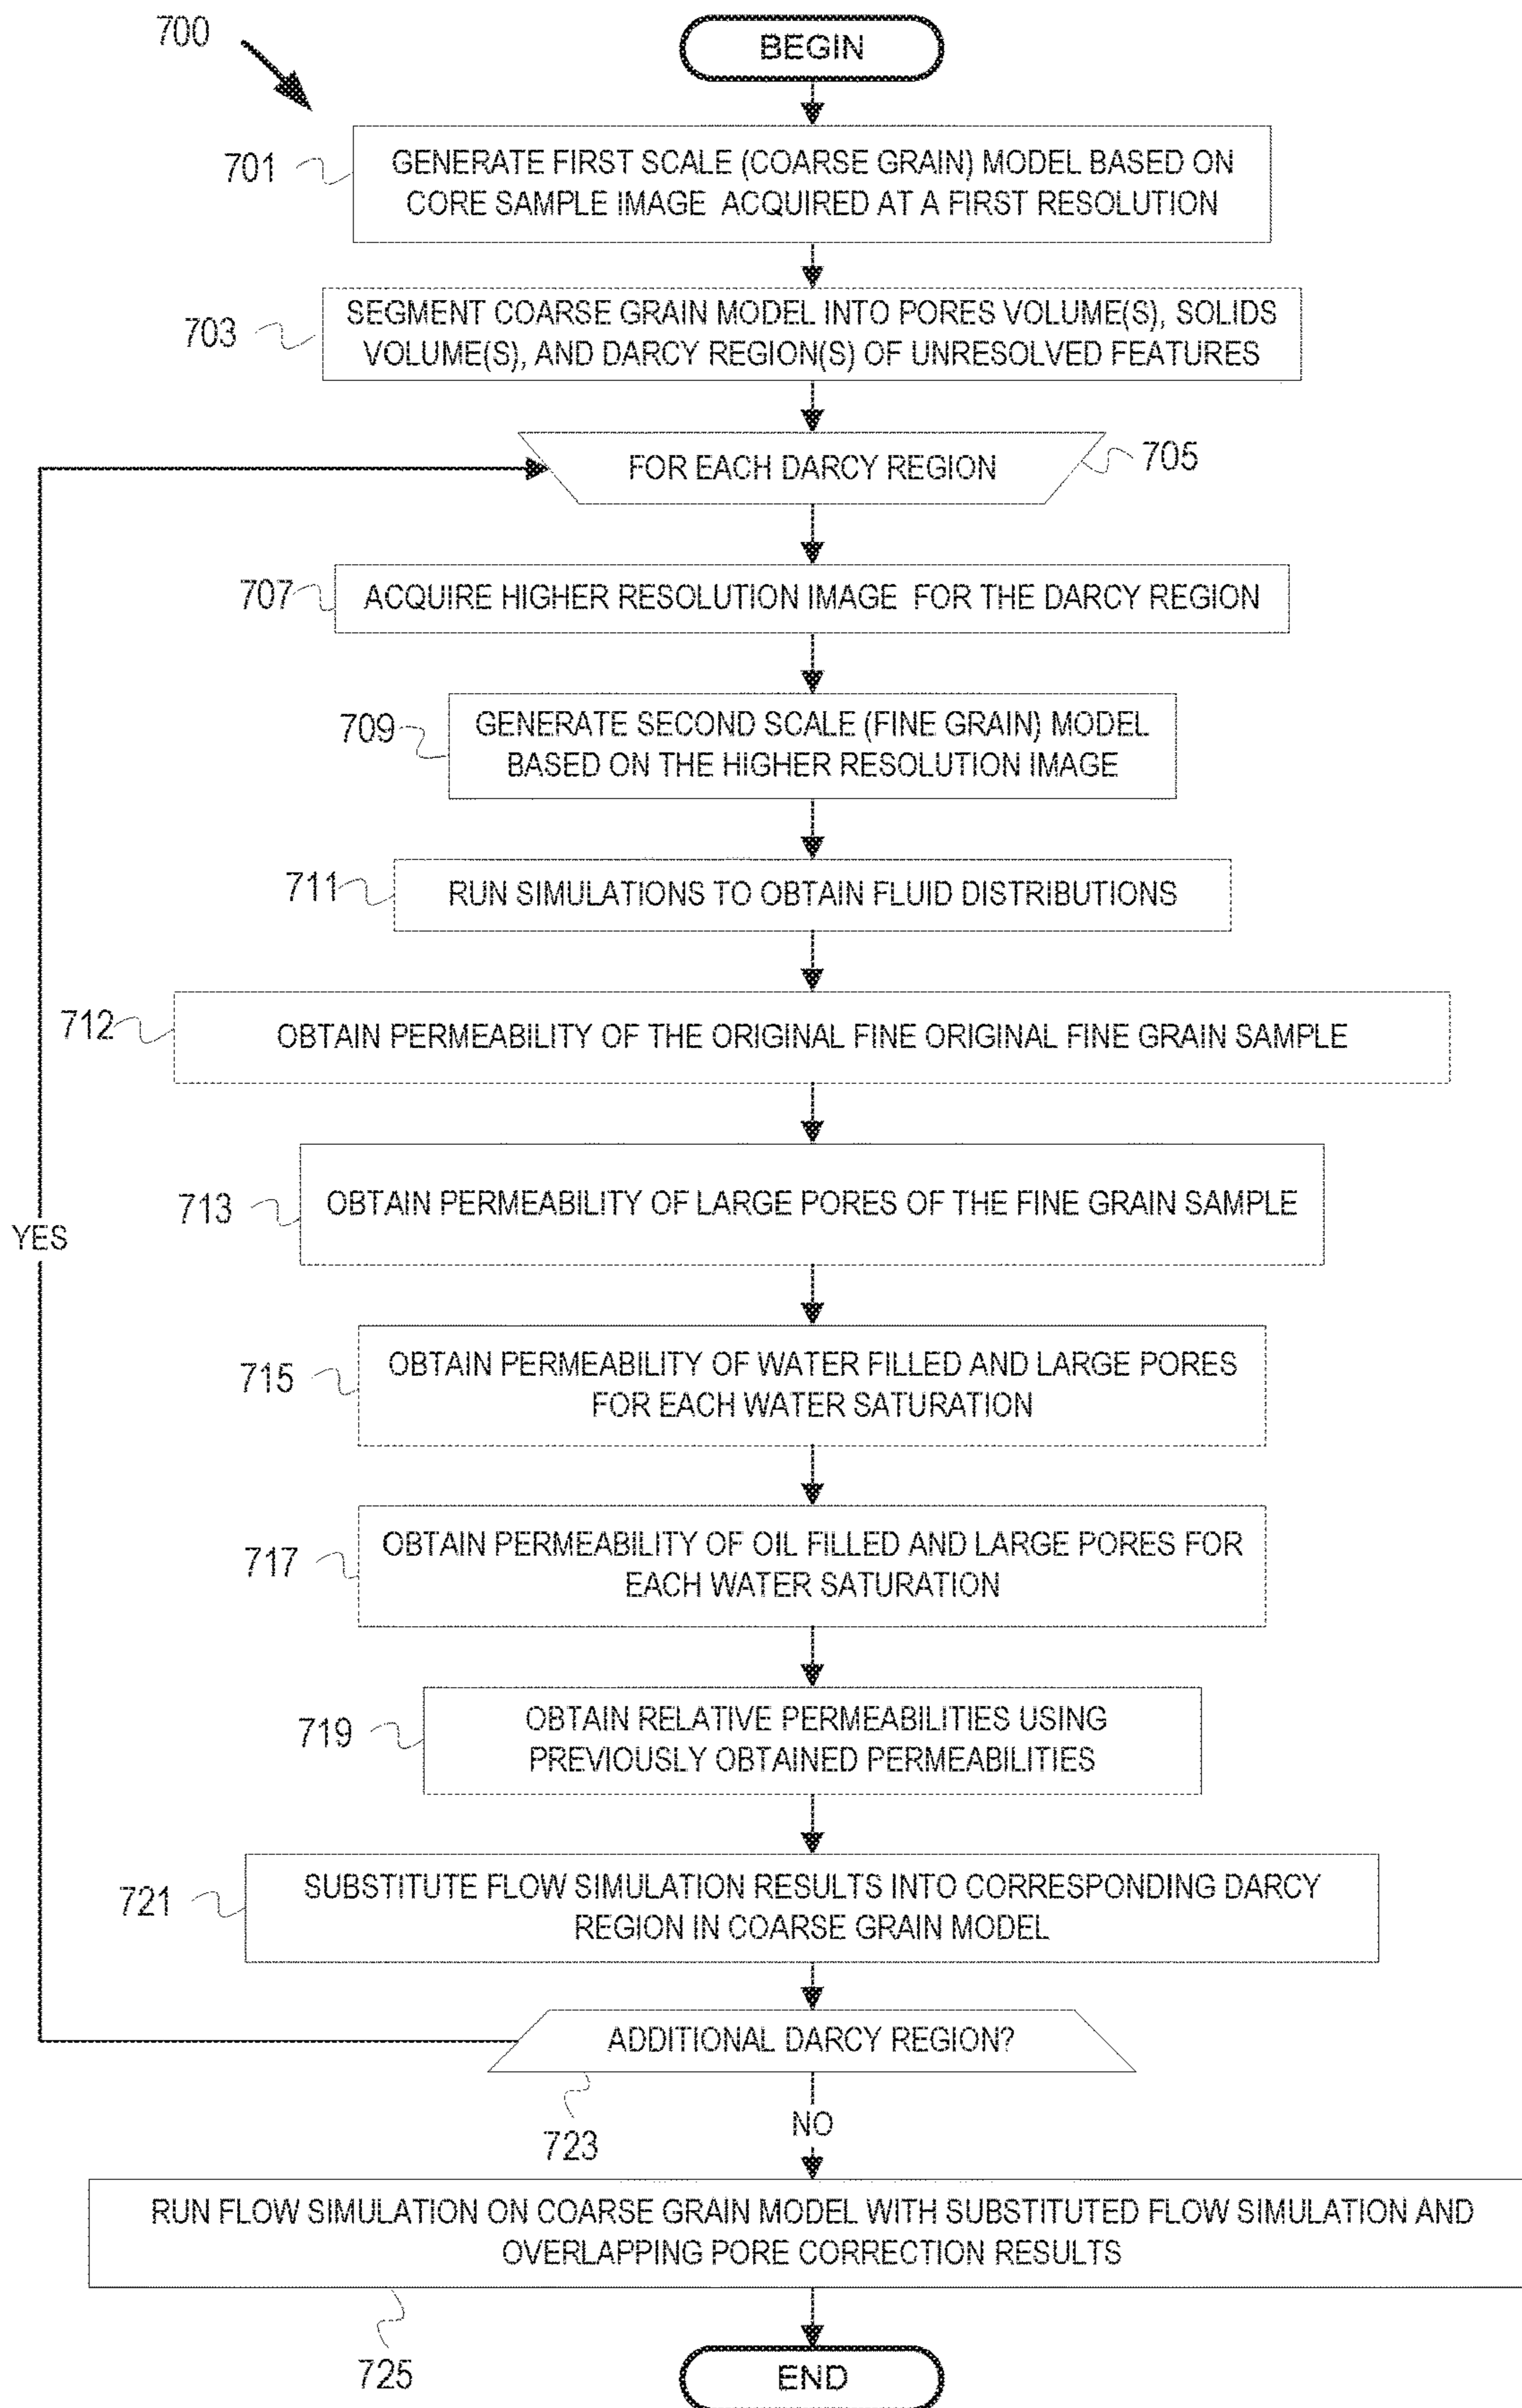 700
BEGIN
701
GENERATE FIRST SCALE (COARSE GRAIN) MODEL BASED ON
CORE SAMPLE IMAGE ACQUIRED AT A FIRST RESOLUTION
703
SEGMENT COARSE GRAIN MODEL INTO PORES VOLUME(S), SOLIDS
VOLUME(S), AND DARCY REGION(S) OF UNRESOLVED FEATURES
FOR EACH DARCY REGION
705
707
ACQUIRE HIGHER RESOLUTION IMAGE FOR THE DARCY REGION
709
GENERATE SECOND SCALE (FINE GRAIN) MODEL
BASED ON THE HIGHER RESOLUTION IMAGE
711
RUN SIMULATIONS TO OBTAIN FLUID DISTRIBUTIONS
712
OBTAIN PERMEABILITY OF THE ORIGINAL FINE ORIGINAL FINE GRAIN SAMPLE
713
OBTAIN PERMEABILITY OF LARGE PORES OF THE FINE GRAIN SAMPLE
YES
715
OBTAIN PERMEABILITY OF WATER FILLED AND LARGE PORES
FOR EACH WATER SATURATION
717
OBTAIN PERMEABILITY OF OIL FILLED AND LARGE PORES FOR
EACH WATER SATURATION
719
OBTAIN RELATIVE PERMEABILITIES USING
PREVIOUSLY OBTAINED PERMEABILITIES
721
SUBSTITUTE FLOW SIMULATION RESULTS INTO CORRESPONDING DARCY
REGION IN COARSE GRAIN MODEL
ADDITIONAL DARCY REGION?
723
NO
RUN FLOW SIMULATION ON COARSE GRAIN MODEL WITH SUBSTITUTED FLOW SIMULATION AND
OVERLAPPING PORE CORRECTION RESULTS
725
END